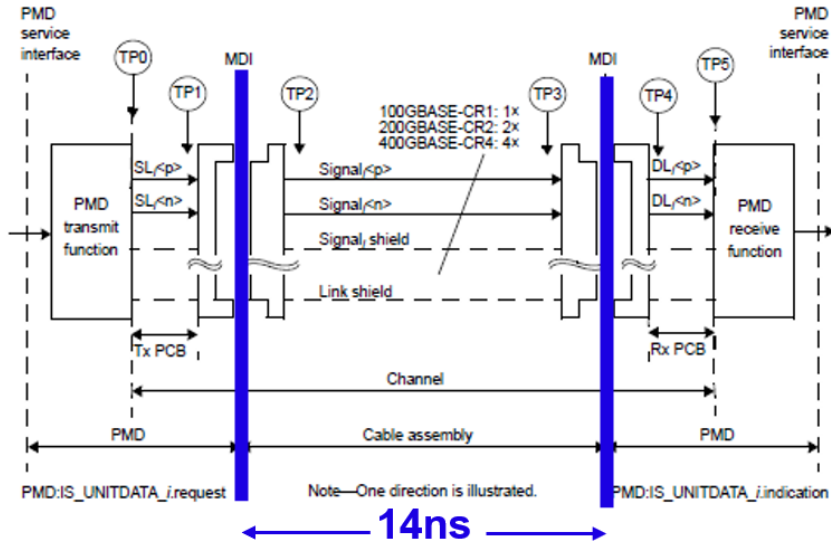 PMD
service
interface
PMD
service
interface
TP0
MDI
MDI
TP5
TP1
TP2
TP3
TP4
100GBASE-CR1: 1×
200GBASE-CR2: 2×
400GBASE-CR4: 4×
SLi<p>
Signali<p>
DLi<p>
SLi<n>
Signali<n>
DLi<n>
PMD
transmit
function
PMD
receive
function
Signali shield
Link shield
Tx PCB
Rx PCB
Channel
PMD
Cable assembly
PMD
PMD:IS_UNITDATA_i.request
Note—One direction is illustrated.
PMD:IS_UNITDATA_i.indication
14ns